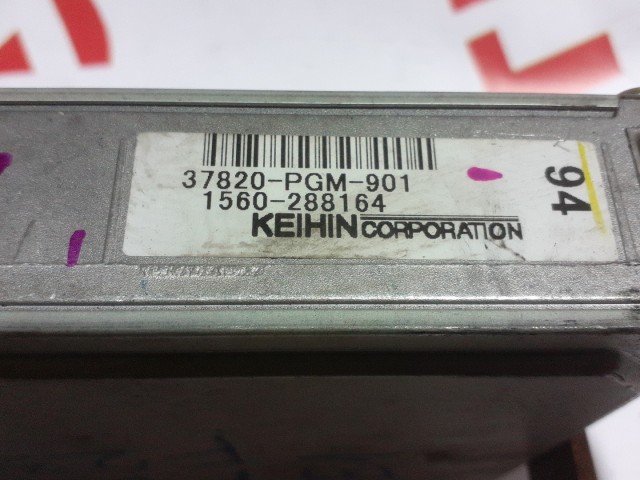 37820-PGM-901
1560-288164
KEIHIN CORPORATION
94